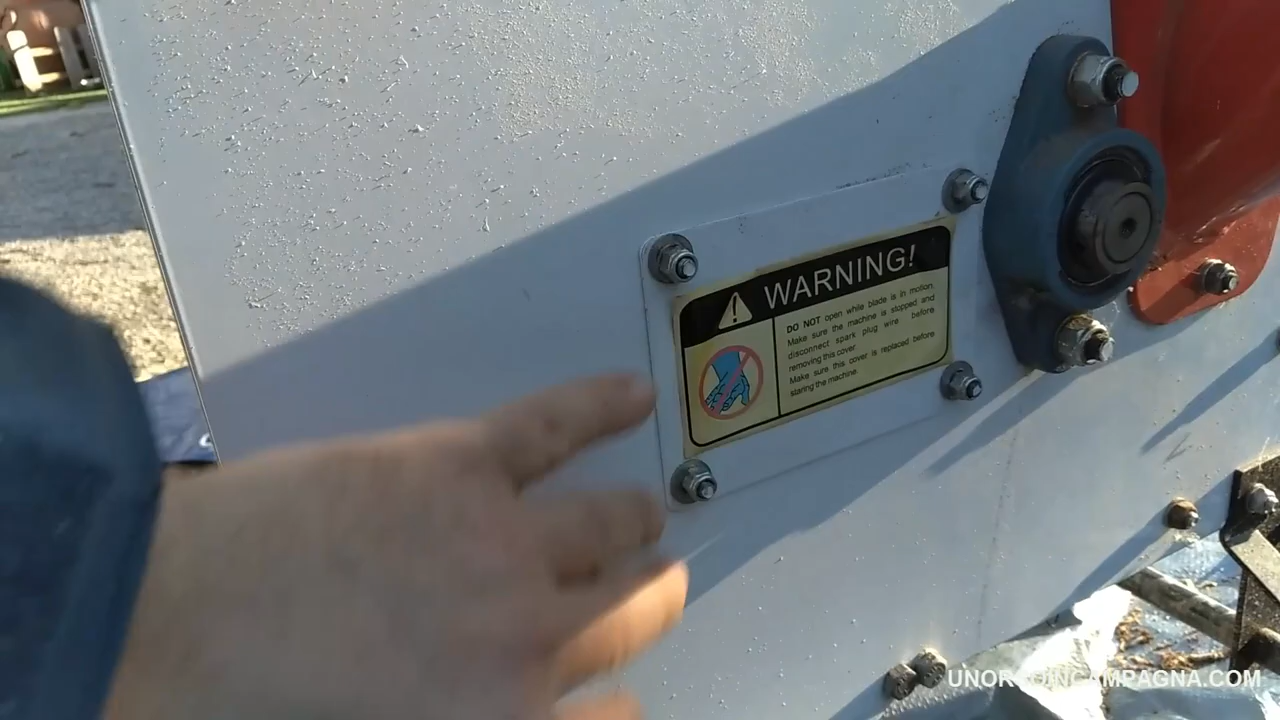 WARNING!
DO NOT open while blade is in motion.
Make sure the machine is stopped and
disconnect spark plug wire before
removing this cover.
Make sure this cover is replaced before
staring the machine.
UNORTOINCAMPAGNA.COM